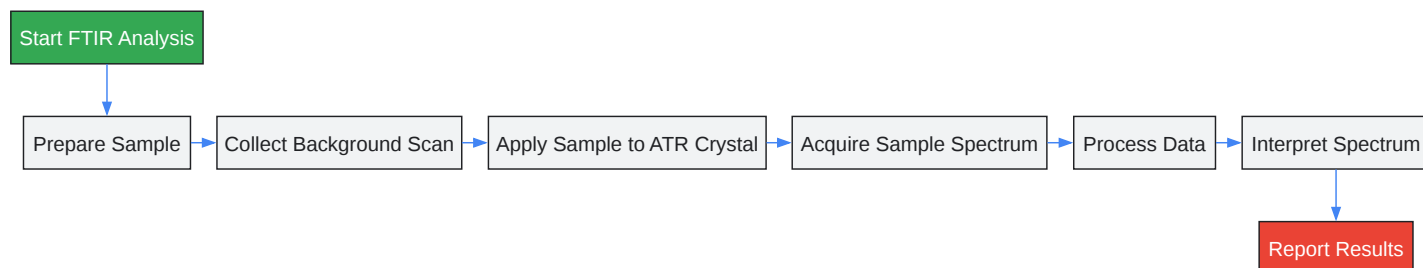 Start FTIR Analysis
Prepare Sample
Collect Background Scan
Apply Sample to ATR Crystal
Acquire Sample Spectrum
Process Data
Interpret Spectrum
Report Results